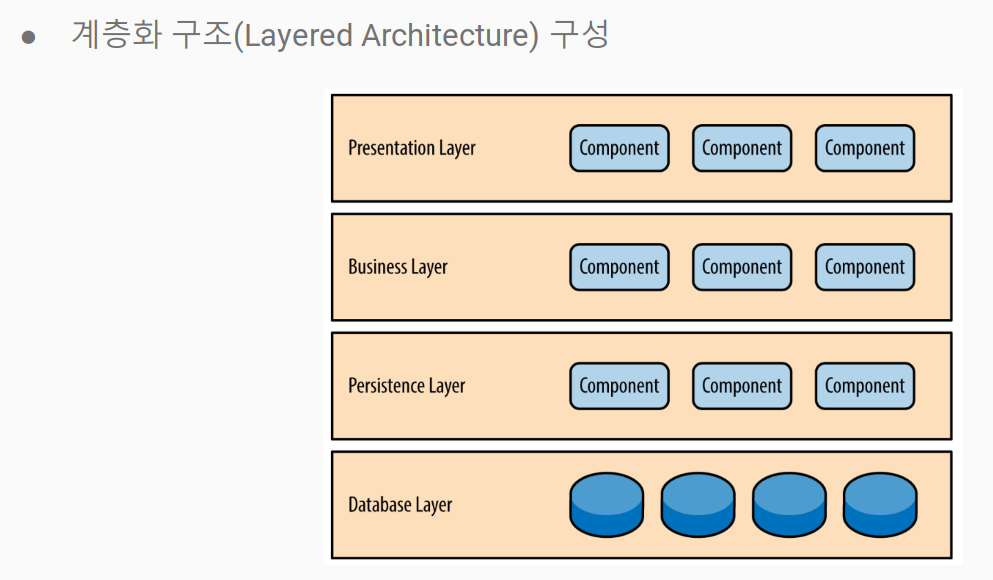 ● 계층화 구조(Layered Architecture) 구성
Presentation Layer Component Component Component
Business Layer Component Component Component
Persistence Layer Component Component Component
Database Layer